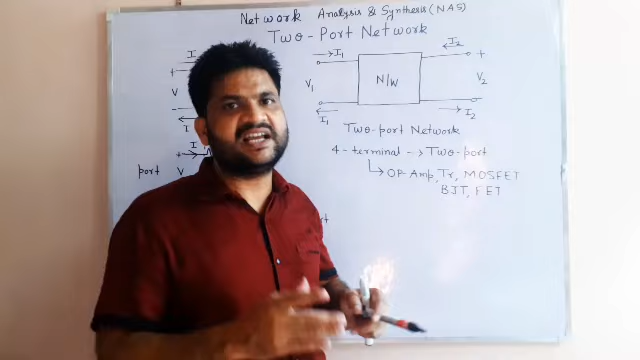 Network Analysis & Synthesis (NAS)
Two-Port Network
I
I1
I2
+
+
V
V1
N/W
V2
I
I1
I2
Two-port Network
I
4-terminal → Two-port
+
port
V
OP Amp, Tr, MOSFET
BJT, FET